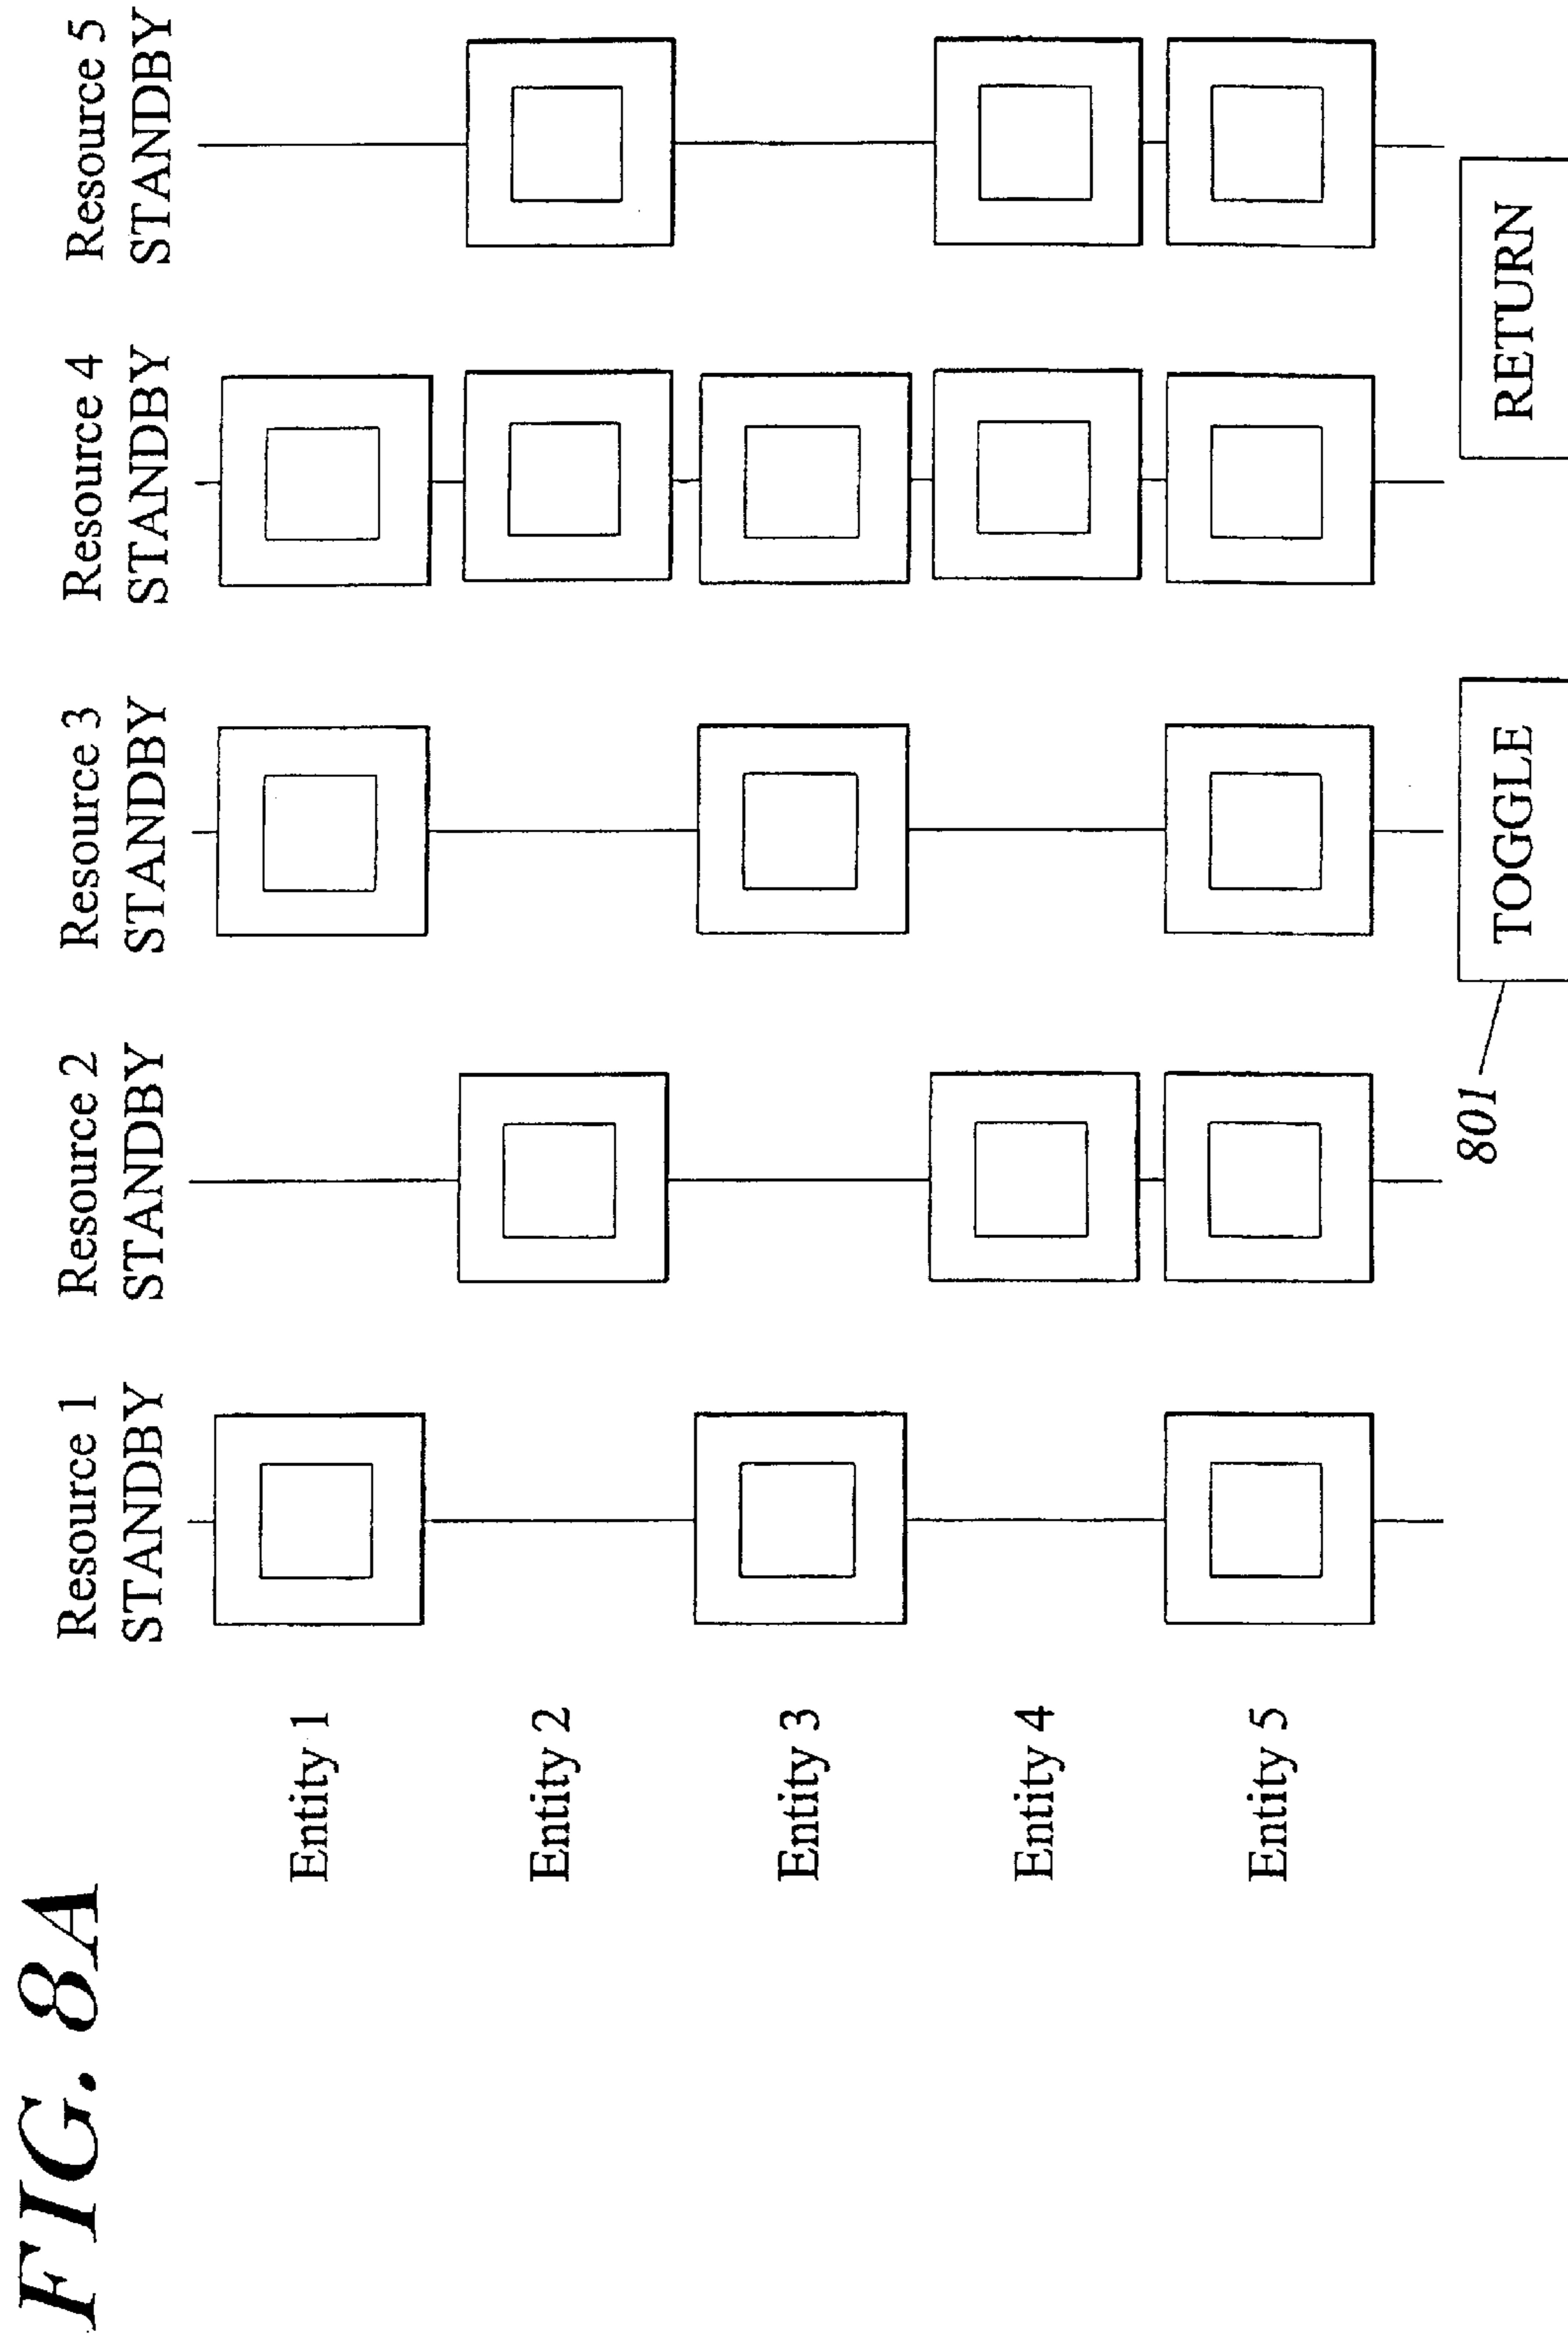 FIG. 8A
Resource 1
STANDBY
Resource 2
STANDBY
Resource 3
STANDBY
Resource 4
STANDBY
Resource 5
STANDBY
Entity 1
Entity 2
Entity 3
Entity 4
Entity 5
801
TOGGLE
RETURN